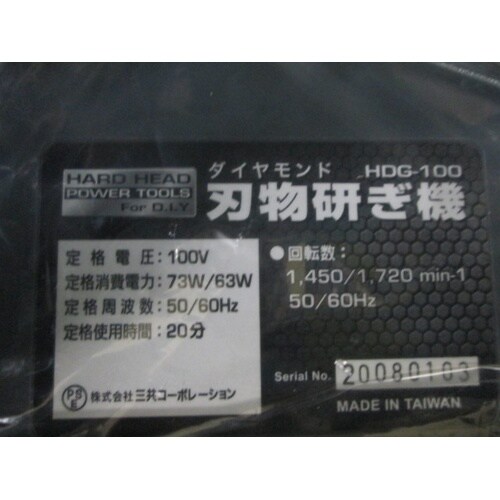 HARD HEAD
POWER TOOLS
For D.I.Y
ダイヤモンド HDG-100
刃物研ぎ機
定格電圧:100V
定格消費電力:73W/63W
定格周波数:50/60Hz
定格使用時間:20分
●回転数:
1,450/1,720 min-1
50/60Hz
PS
E
株式会社 三共コーポレーション
Serial No. 20080103
MADE IN TAIWAN